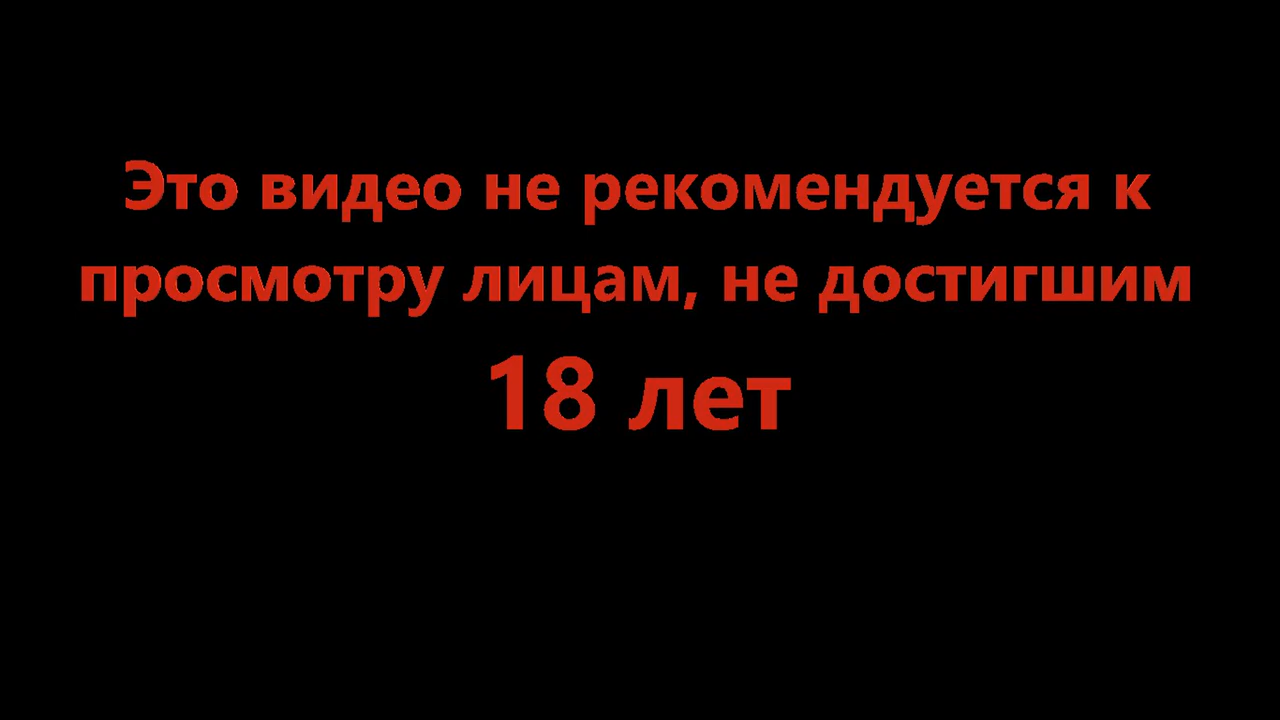 Это видео не рекомендуется к
просмотру лицам, не достигшим
18 лет